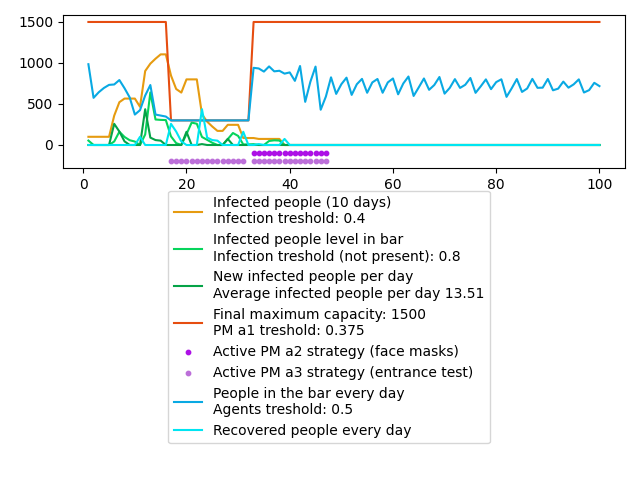 1500
1000
500
0
0 20 40 60 80 100
Infected people (10 days)
Infection treshold: 0.4
Infected people level in bar
Infection treshold (not present): 0.8
New infected people per day
Average infected people per day 13.51
Final maximum capacity: 1500
PM a1 treshold: 0.375
Active PM a2 strategy (face masks)
Active PM a3 strategy (entrance test)
People in the bar every day
Agents treshold: 0.5
Recovered people every day